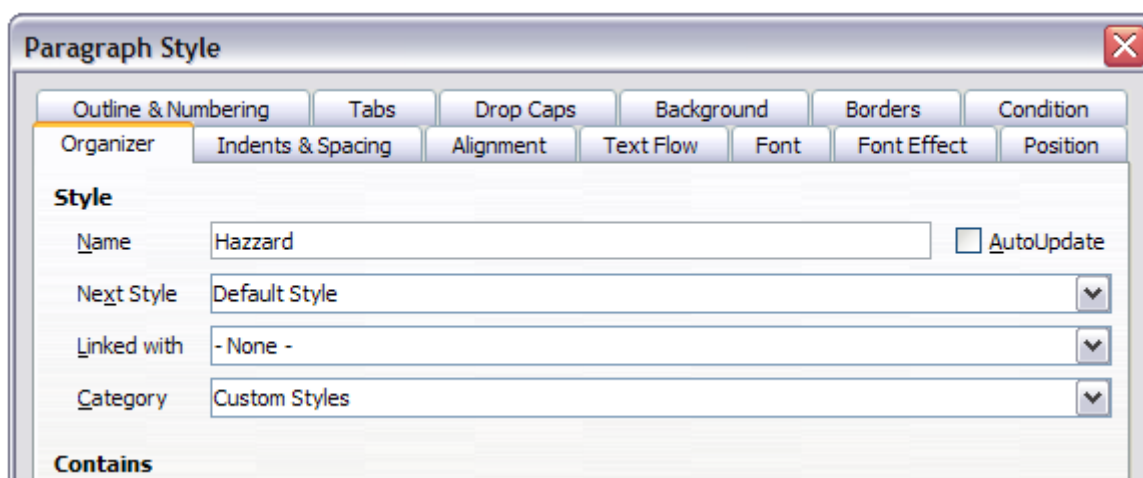 Paragraph Style
Outline & Numbering Tabs Drop Caps Background Borders Condition
Organizer Indents & Spacing Alignment Text Flow Font Font Effect Position
Style
Name Hazzard AutoUpdate
Next Style Default Style
Linked with - None -
Category Custom Styles
Contains